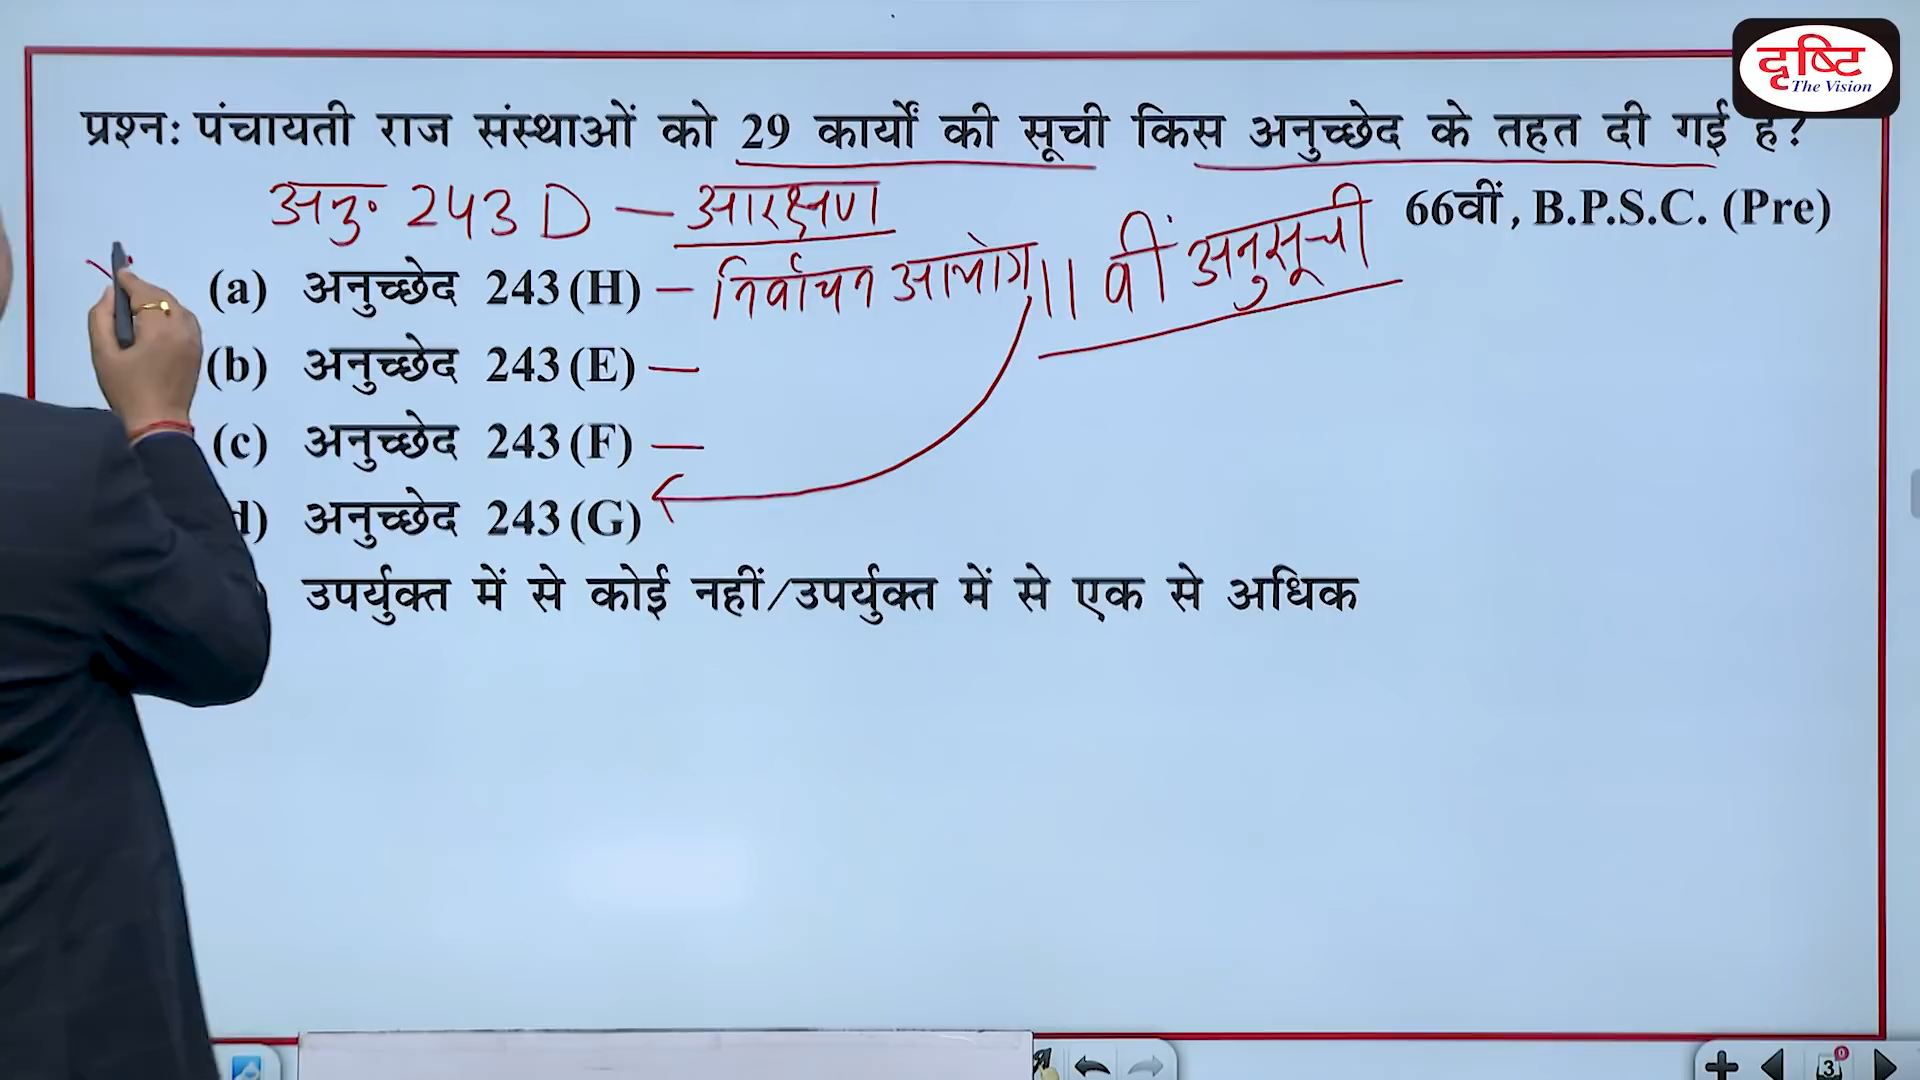 दृष्टि
The Vision
प्रश्न: पंचायती राज संस्थाओं को 29 कार्यों की सूची किस अनुच्छेद के तहत दी गई है?
66वीं, B.P.S.C. (Pre)
अनु॰ 243 D – आरक्षण
(a) अनुच्छेद 243(H) – निर्वाचन आयोग
11 वीं अनुसूची
(b) अनुच्छेद 243(E) –
(c) अनुच्छेद 243(F) –
d) अनुच्छेद 243(G)
उपर्युक्त में से कोई नहीं/उपर्युक्त में से एक से अधिक
3